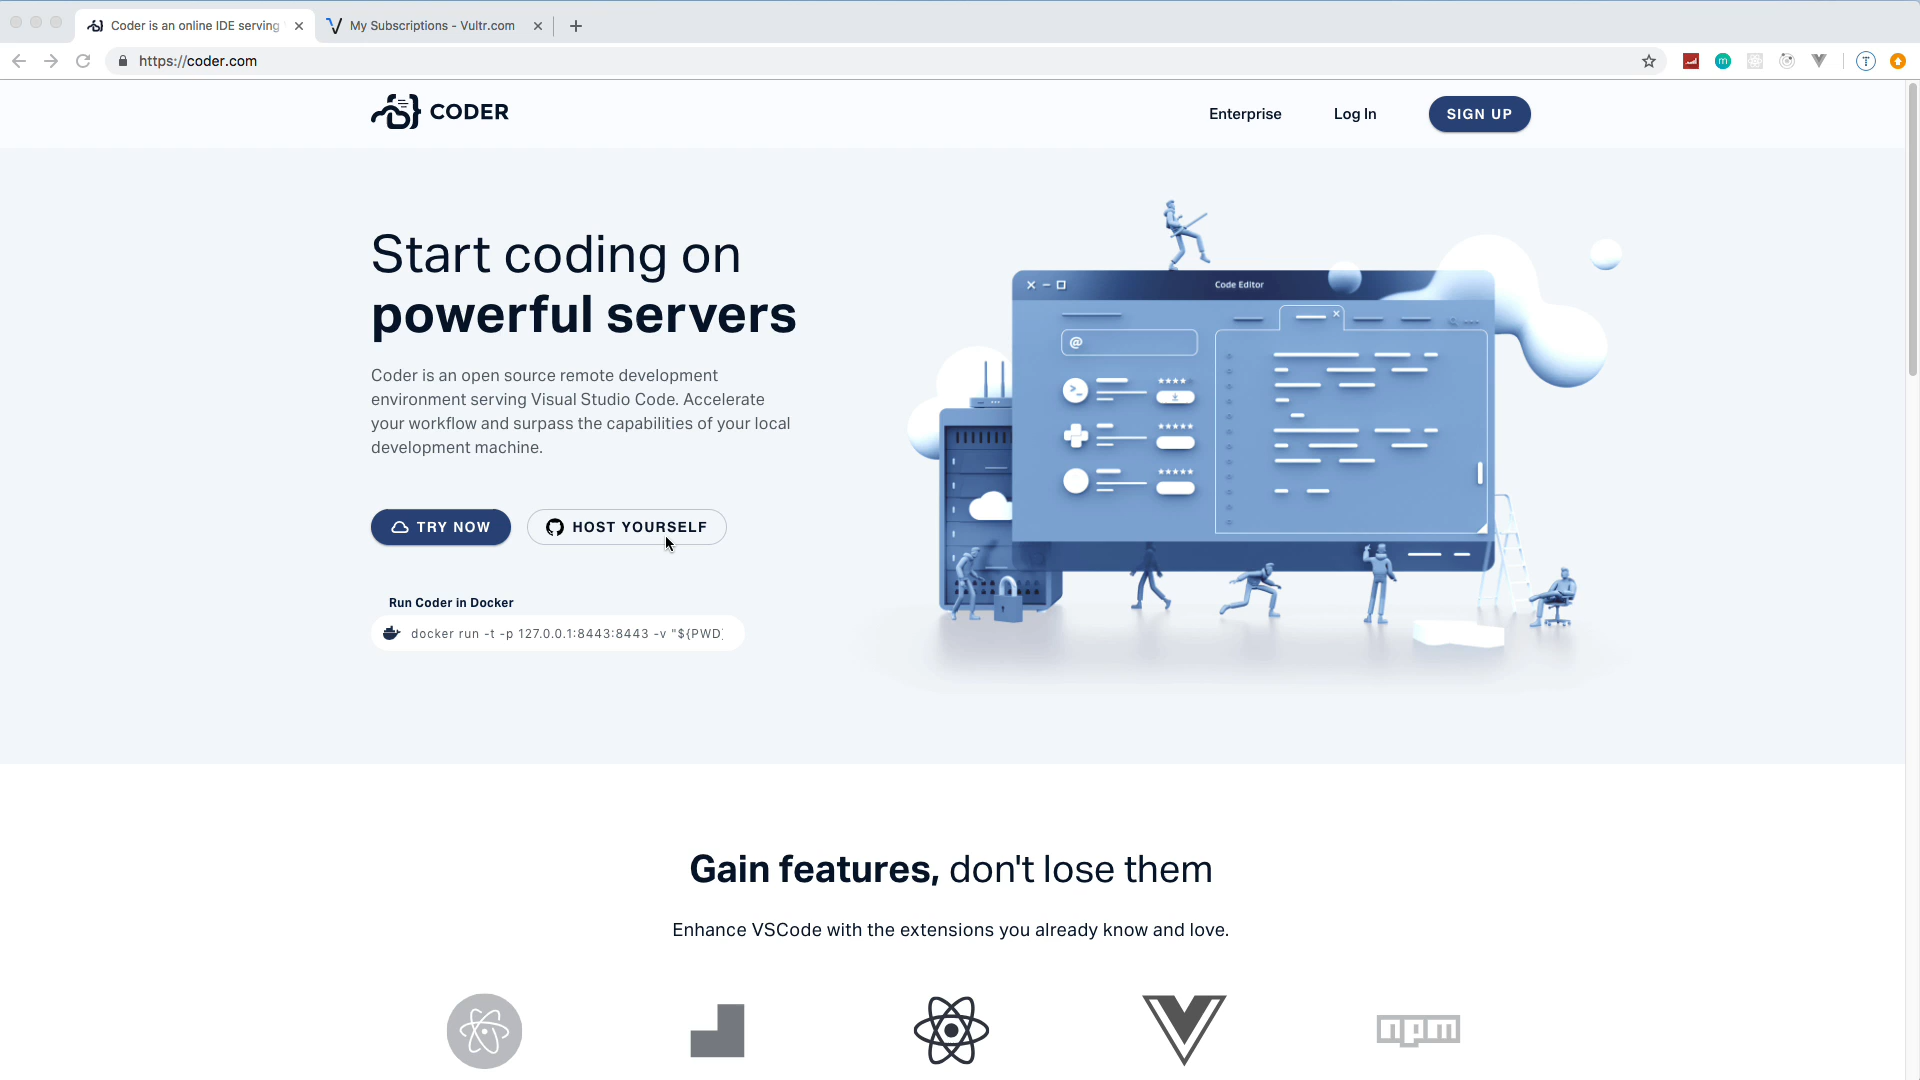 Coder is an online IDE serving
My Subscriptions - Vultr.com
https://coder.com
CODER
Enterprise
Log In
SIGN UP
Start coding on
powerful servers
Coder is an open source remote development
environment serving Visual Studio Code. Accelerate
your workflow and surpass the capabilities of your local
development machine.
TRY NOW
HOST YOURSELF
Run Coder in Docker
docker run -t -p 127.0.0.1:8443:8443 -v "${PWD}
Code Editor
@
Gain features, don't lose them
Enhance VSCode with the extensions you already know and love.
npm